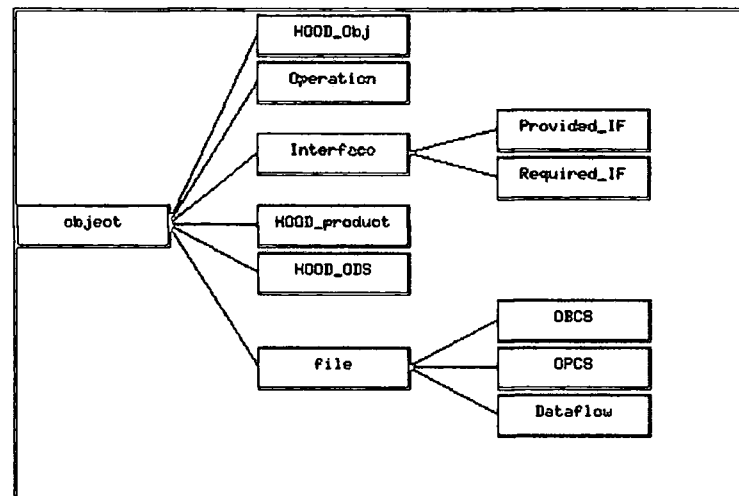 HOOD_Obj
Operation
Provided_IF
Interface
Required_IF
object
HOOD_product
HOOD_ODS
OBCS
file
OPCS
Dataflow